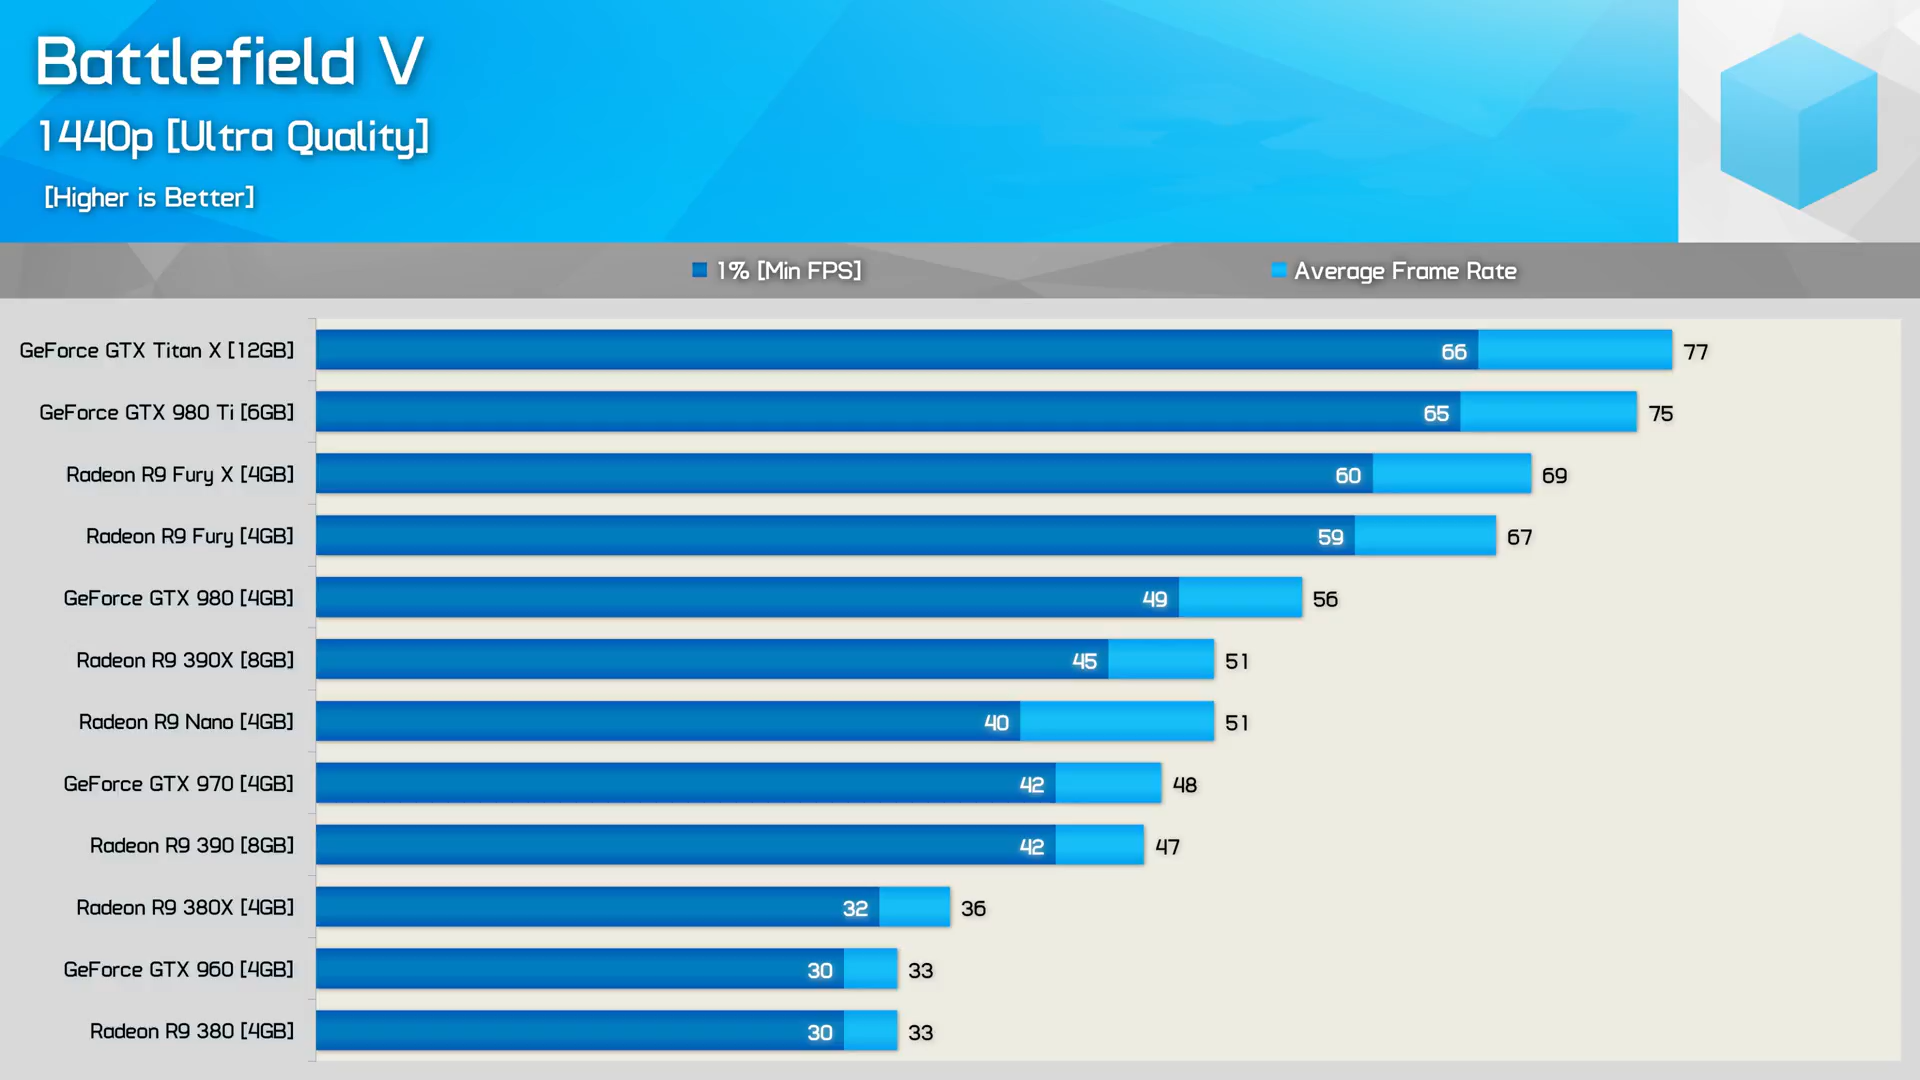 Battlefield V
1440p [Ultra Quality]
[Higher is Better]
1% [Min FPS] Average Frame Rate
GeForce GTX Titan X [12GB] 66 77
GeForce GTX 980 Ti [6GB] 65 75
Radeon R9 Fury X [4GB] 60 69
Radeon R9 Fury [4GB] 59 67
GeForce GTX 980 [4GB] 49 56
Radeon R9 390X [8GB] 45 51
Radeon R9 Nano [4GB] 40 51
GeForce GTX 970 [4GB] 42 48
Radeon R9 390 [8GB] 42 47
Radeon R9 380X [4GB] 32 36
GeForce GTX 960 [4GB] 30 33
Radeon R9 380 [4GB] 30 33